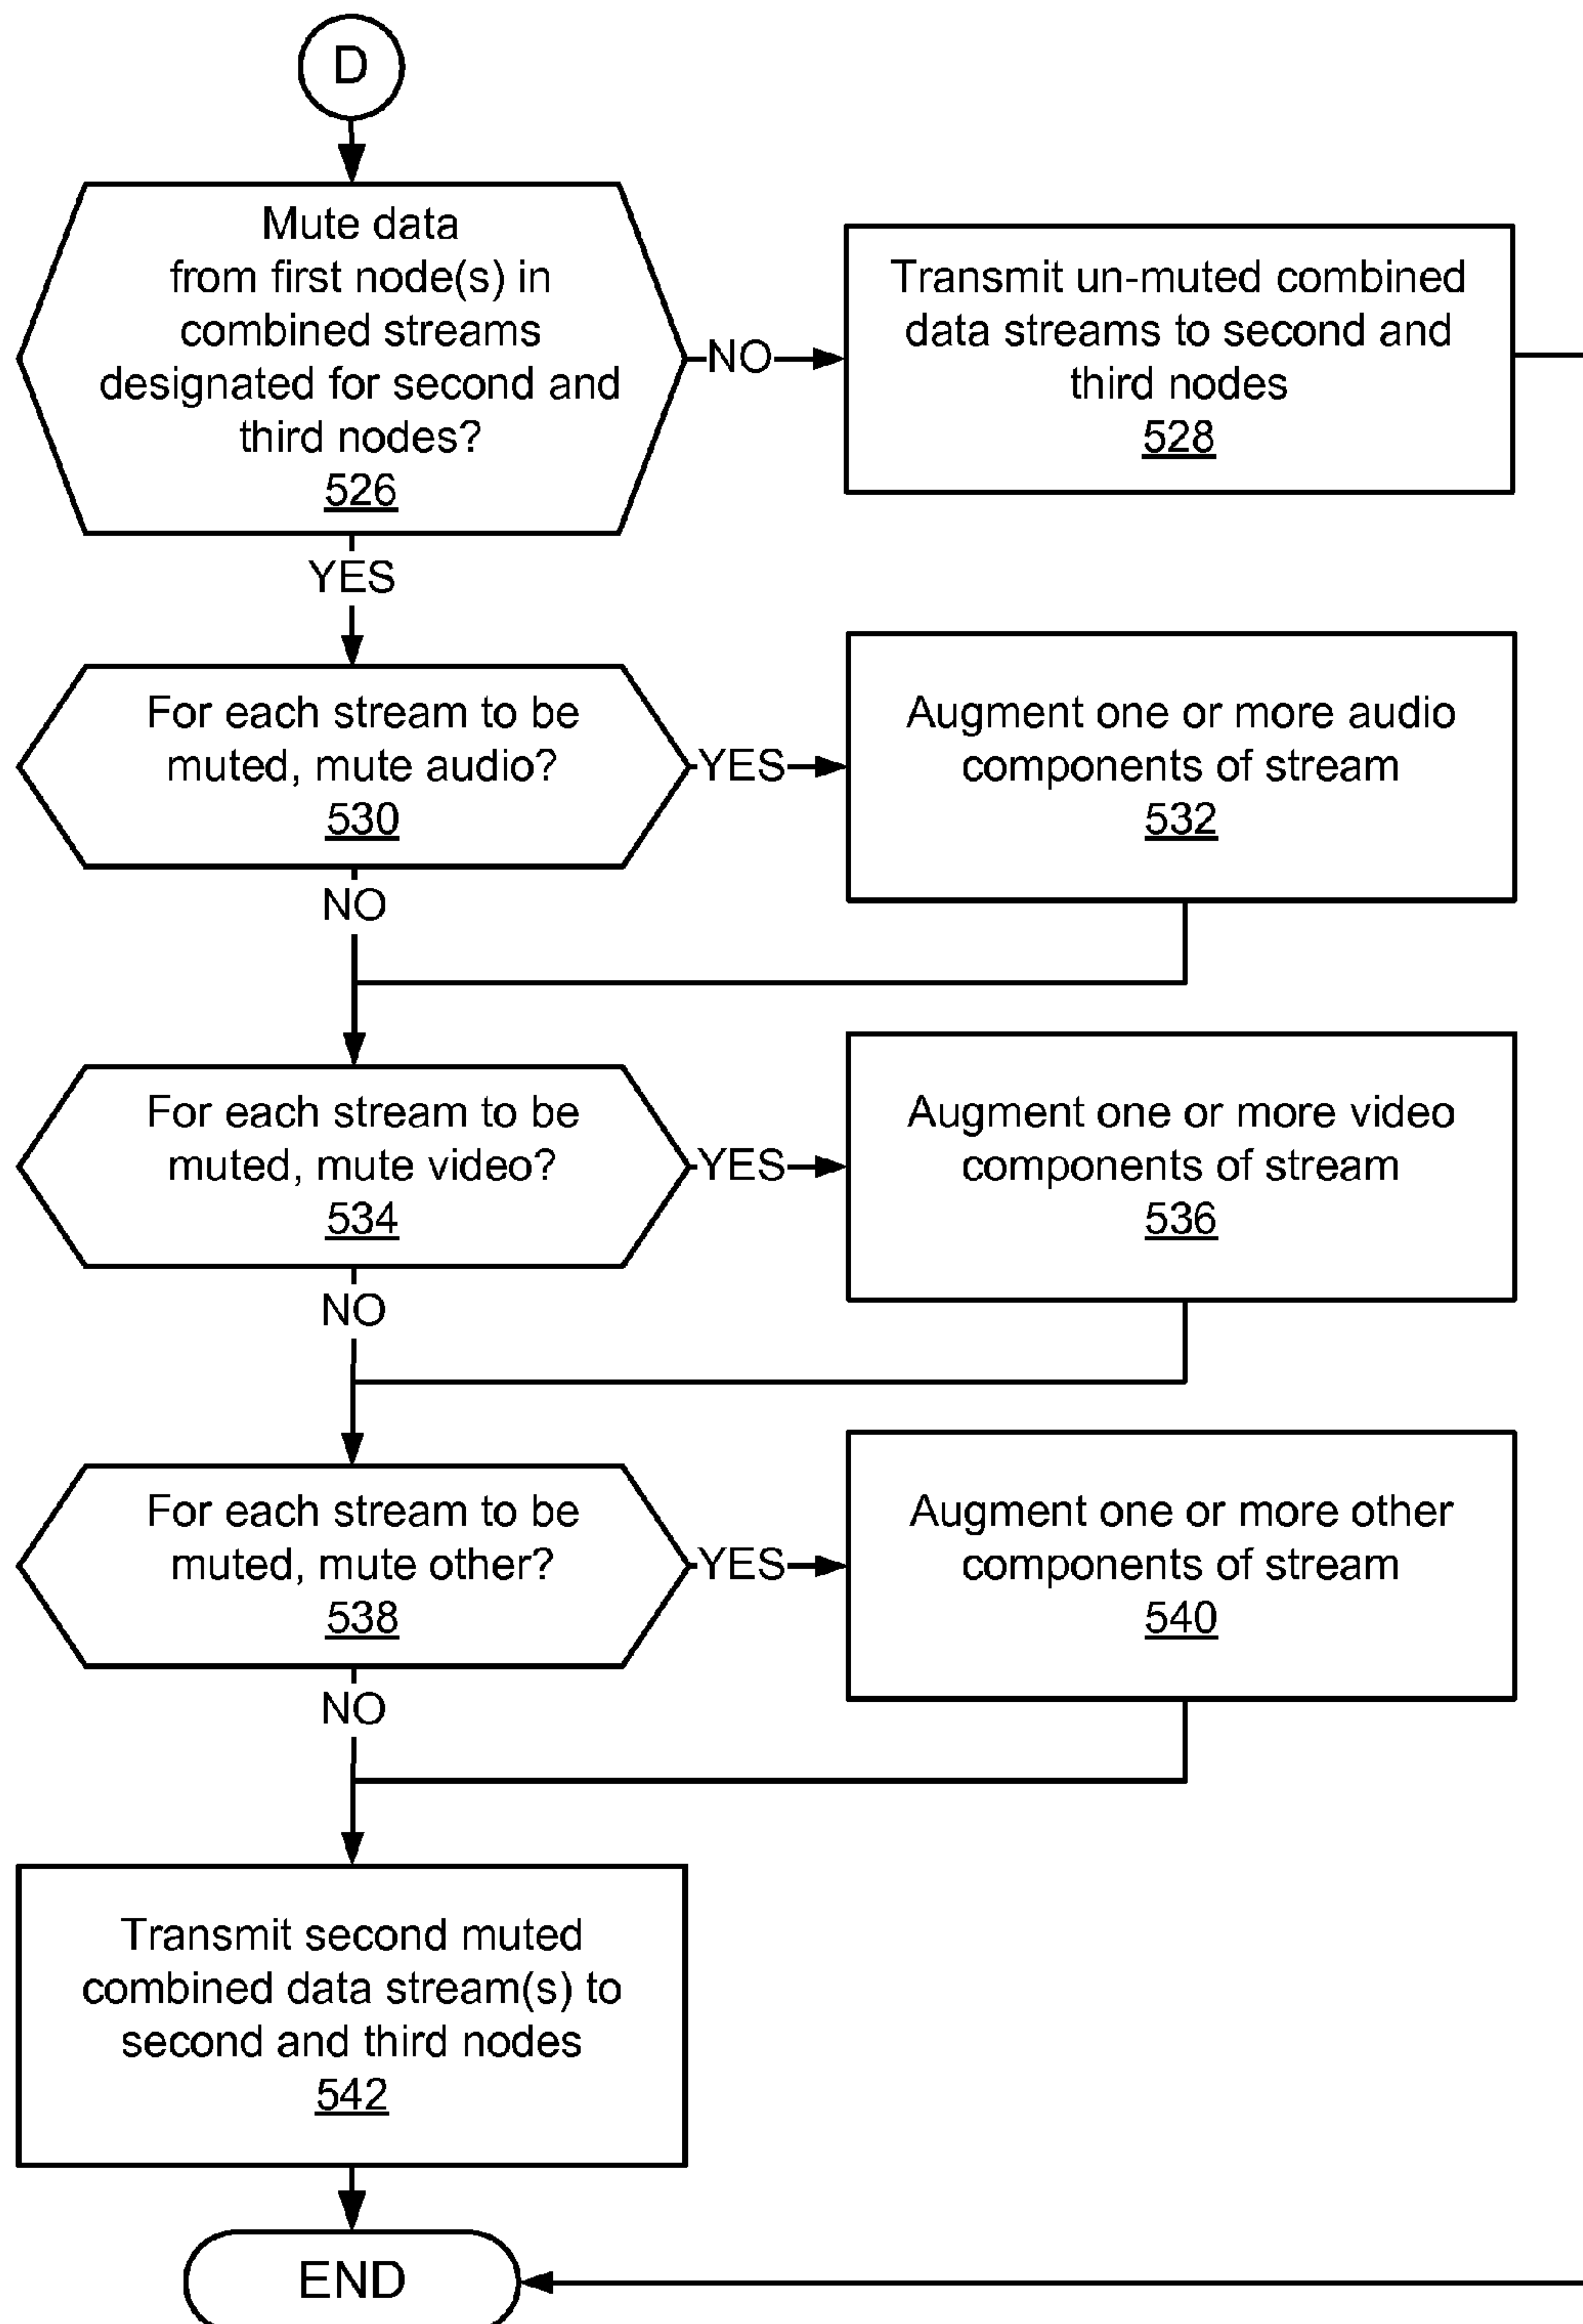 D
Mute data
from first node(s) in
combined streams
designated for second and
third nodes?
526
NO
Transmit un-muted combined
data streams to second and
third nodes
528
YES
For each stream to be
muted, mute audio?
530
YES
Augment one or more audio
components of stream
532
NO
For each stream to be
muted, mute video?
534
YES
Augment one or more video
components of stream
536
NO
For each stream to be
muted, mute other?
538
YES
Augment one or more other
components of stream
540
NO
Transmit second muted
combined data stream(s) to
second and third nodes
542
END